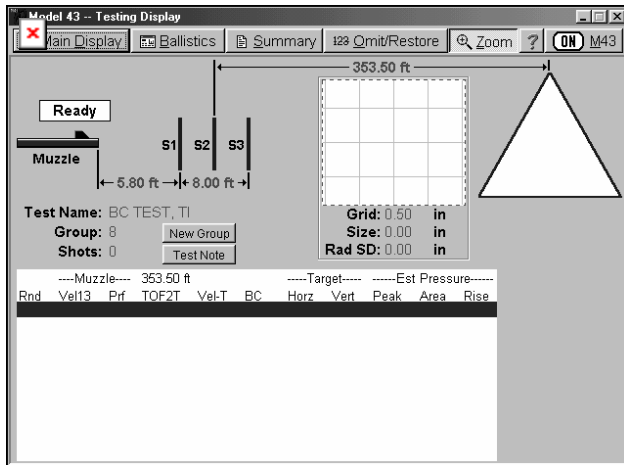 Model 43 -- Testing Display
Main Display Ballistics Summary 123 Omit/Restore Zoom ? ON M43
353.50 ft
Ready
S1 S2 S3
Muzzle
5.80 ft 8.00 ft
Test Name: BC TEST, TI
Group: 8 New Group
Shots: 0 Test Note
Grid: 0.50 in
Size: 0.00 in
Rad SD: 0.00 in
----Muzzle---- 353.50 ft -----Target----- ------Est Pressure------
Rnd Vel13 Prf TOF2T Vel-T BC Horz Vert Peak Area Rise